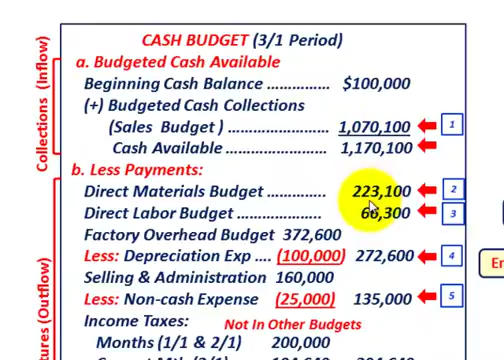 CASH BUDGET (3/1 Period)
a. Budgeted Cash Available
Beginning Cash Balance ............... $100,000
(+) Budgeted Cash Collections
(Sales Budget ) ........................ 1,070,100 1
Cash Available ........................ 1,170,100
b. Less Payments:
Direct Materials Budget .............. 223,100 2
Direct Labor Budget .................... 66,300 3
Factory Overhead Budget 372,600
Less: Depreciation Exp .... (100,000) 272,600 4
Selling & Administration 160,000
Less: Non-cash Expense (25,000) 135,000 5
Income Taxes: Not In Other Budgets
Months (1/1 & 2/1) 200,000
Collections (Inflow)
(Outflow)